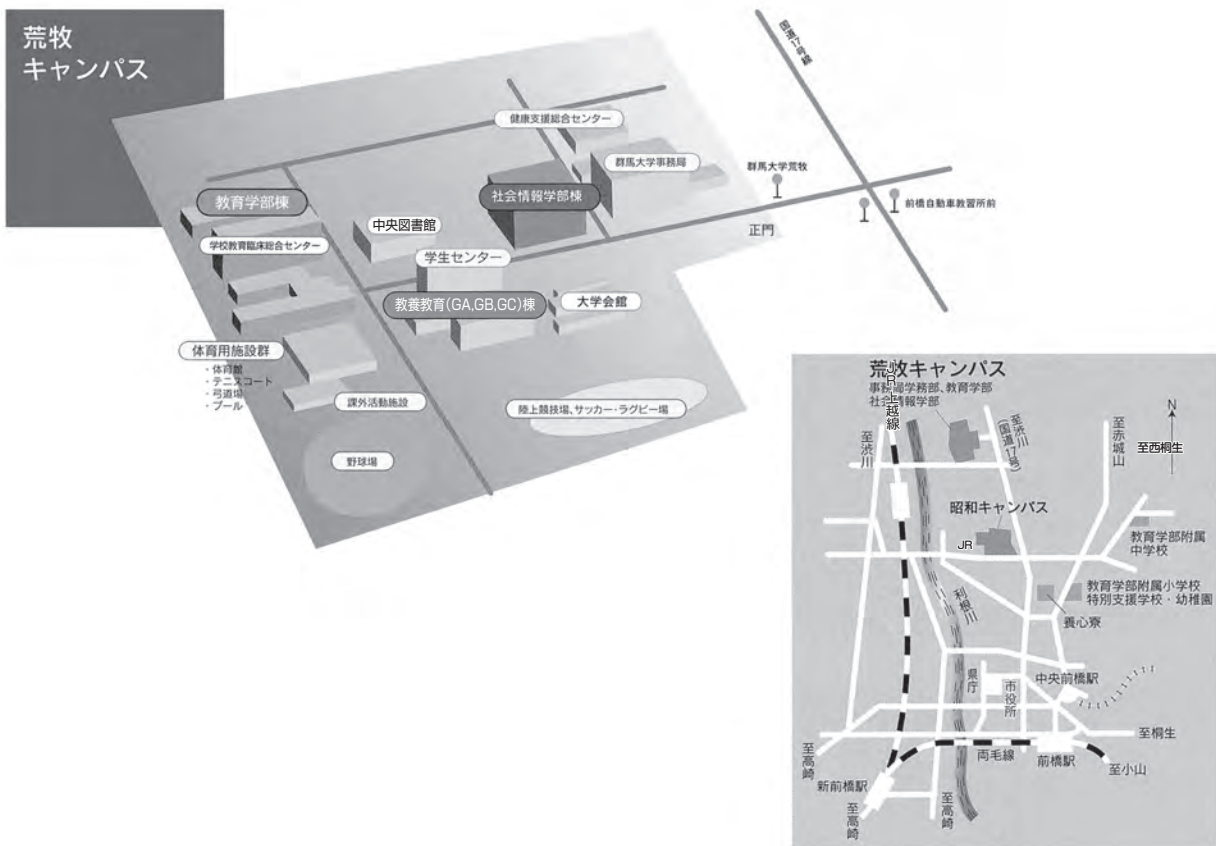 荒牧
キャンパス
国道17号線
健康支援総合センター
群馬大学事務局
群馬大学荒牧
社会情報学部棟
教育学部棟
前橋自動車教習所前
中央図書館
正門
学校教育臨床総合センター
学生センター
教養教育(GA,GB,GC)棟
大学会館
体育用施設群
・体育館
・テニスコート
・弓道場
・プール
課外活動施設
陸上競技場、サッカー・ラグビー場
野球場
荒牧キャンパス
事務局学務部、教育学部
社会情報学部
JR上越線
至渋川
至渋川
(国道17号)
至赤城山
N
至西桐生
昭和キャンパス
JR
教育学部附属
中学校
教育学部附属小学校
特別支援学校・幼稚園
利根川
養心寮
県庁
市役所
中央前橋駅
至桐生
至高崎
両毛線
前橋駅
至小山
新前橋駅
至高崎
至高崎